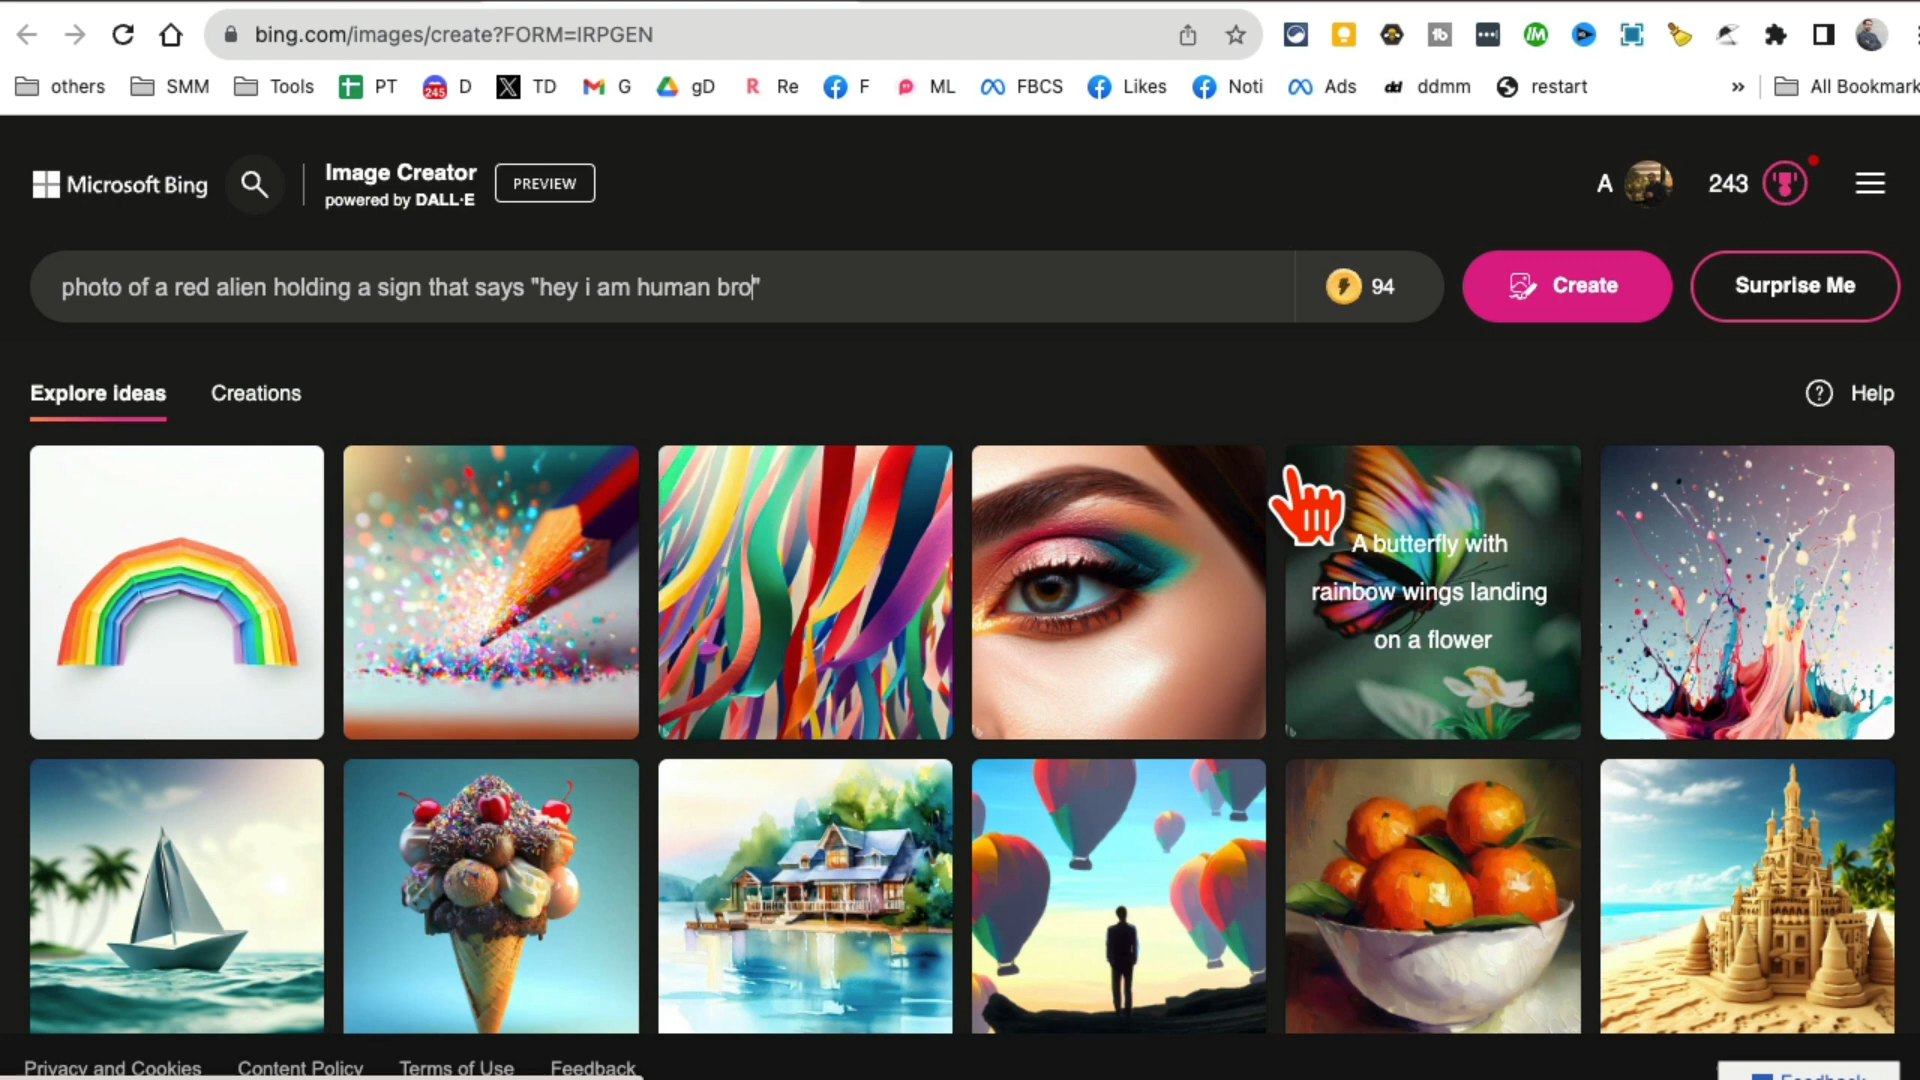 bing.com/images/create?FORM=IRPGEN
others SMM Tools PT 245 D TD G gD Re F ML FBCS Likes Noti Ads ddmm restart » All Bookmark
Microsoft Bing
Image Creator
powered by DALL·E
PREVIEW
A
243
photo of a red alien holding a sign that says "hey i am human bro"
94
Create
Surprise Me
Explore ideas
Creations
Help
A butterfly with
rainbow wings landing
on a flower
Privacy and Cookies
Content Policy
Terms of Use
Feedback
Feedback